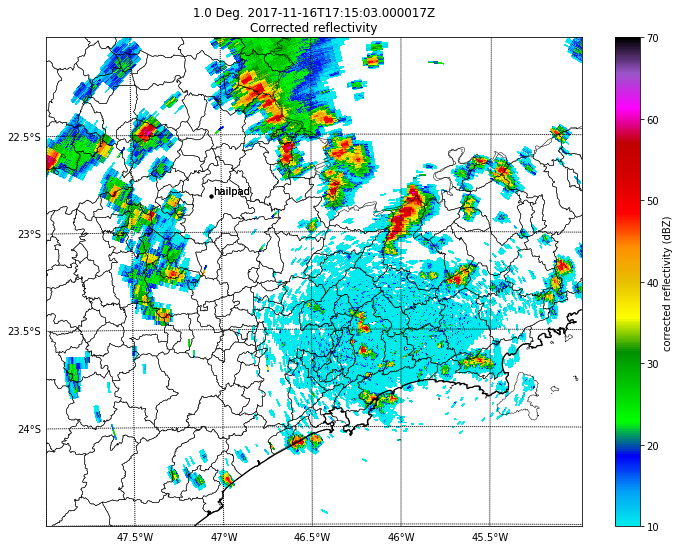 1.0 Deg. 2017-11-16T17:15:03.000017Z
Corrected reflectivity
70
60
50
40
30
20
10
corrected reflectivity (dBZ)
22.5°S
23°S
23.5°S
24°S
hailpad
47.5°W
47°W
46.5°W
46°W
45.5°W